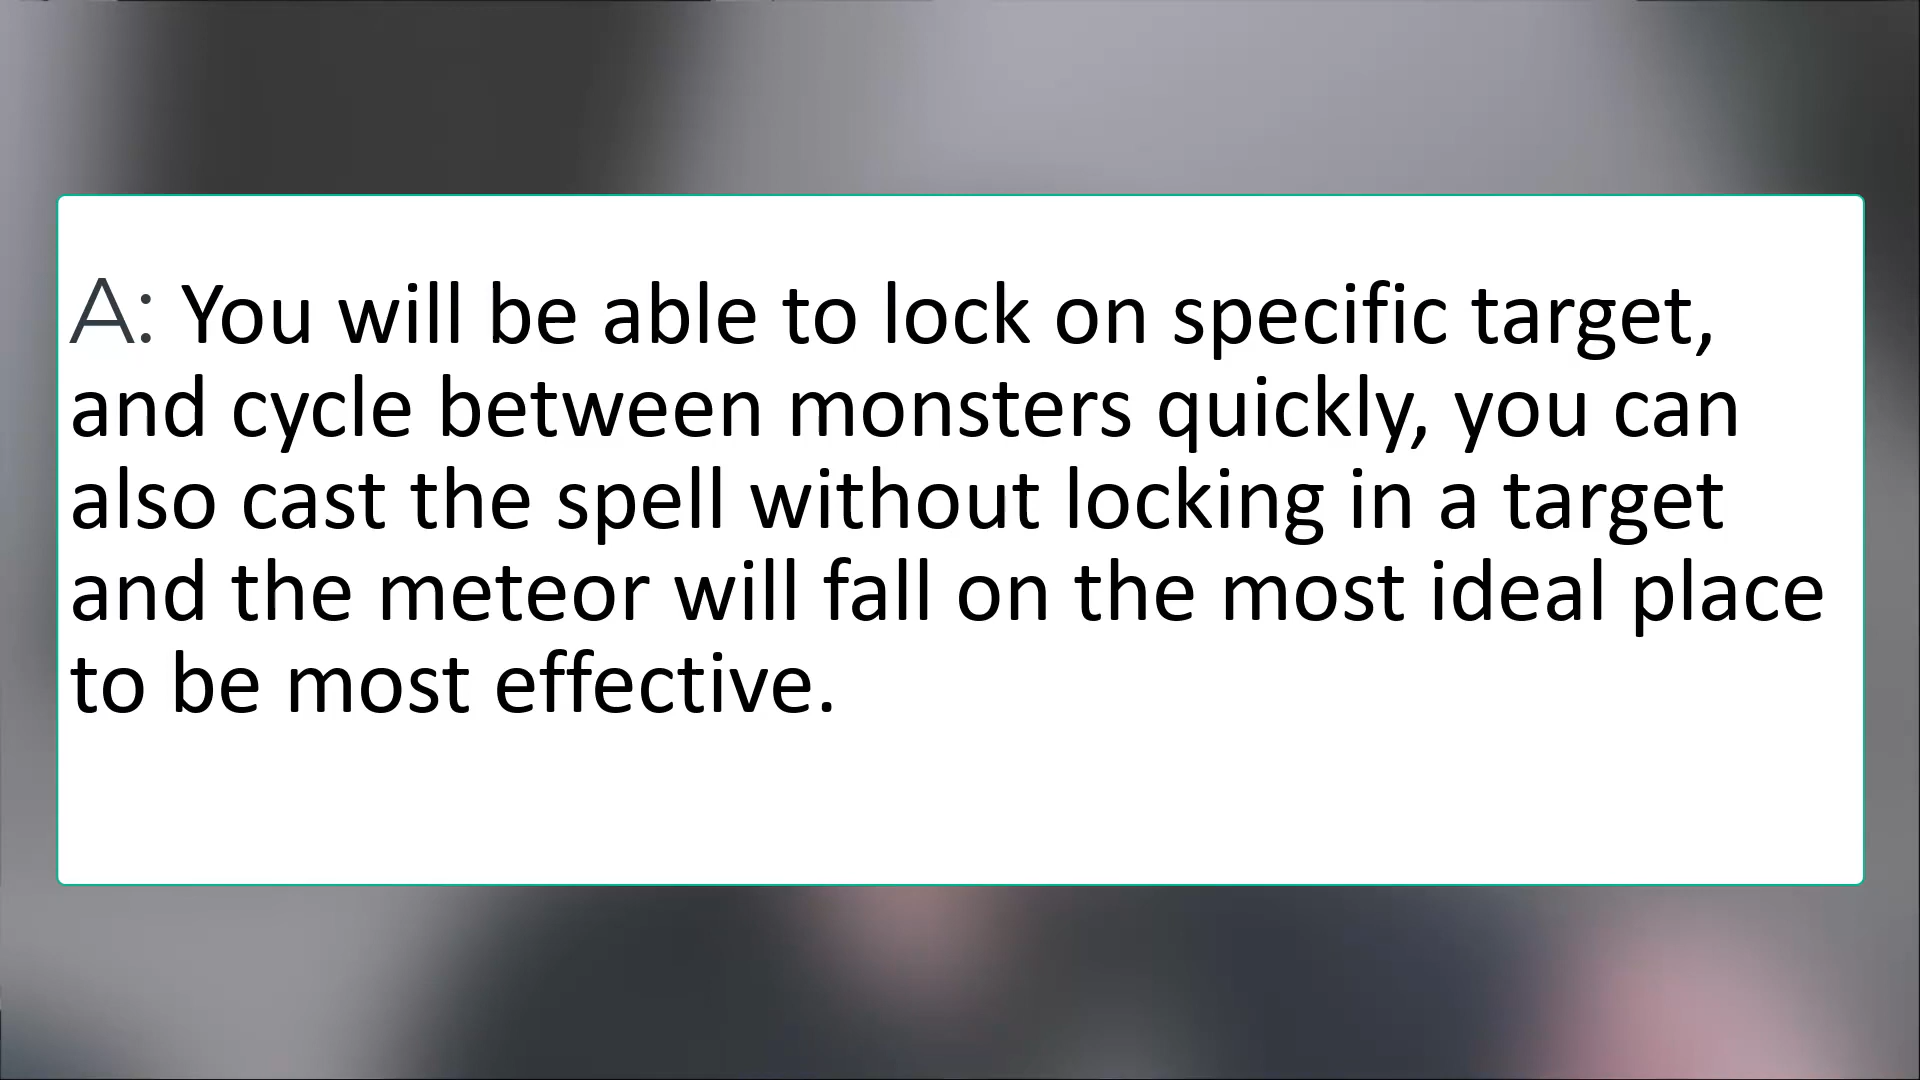 A: You will be able to lock on specific target,
and cycle between monsters quickly, you can
also cast the spell without locking in a target
and the meteor will fall on the most ideal place
to be most effective.